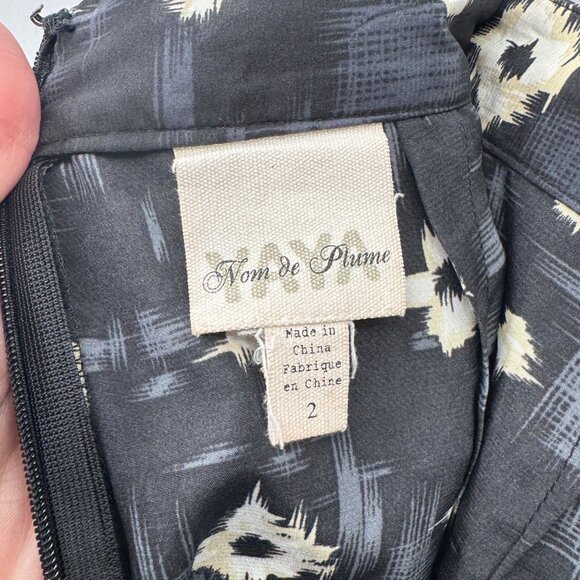 YAYA
Nom de Plume
Made in
China
Fabrique
en Chine
2